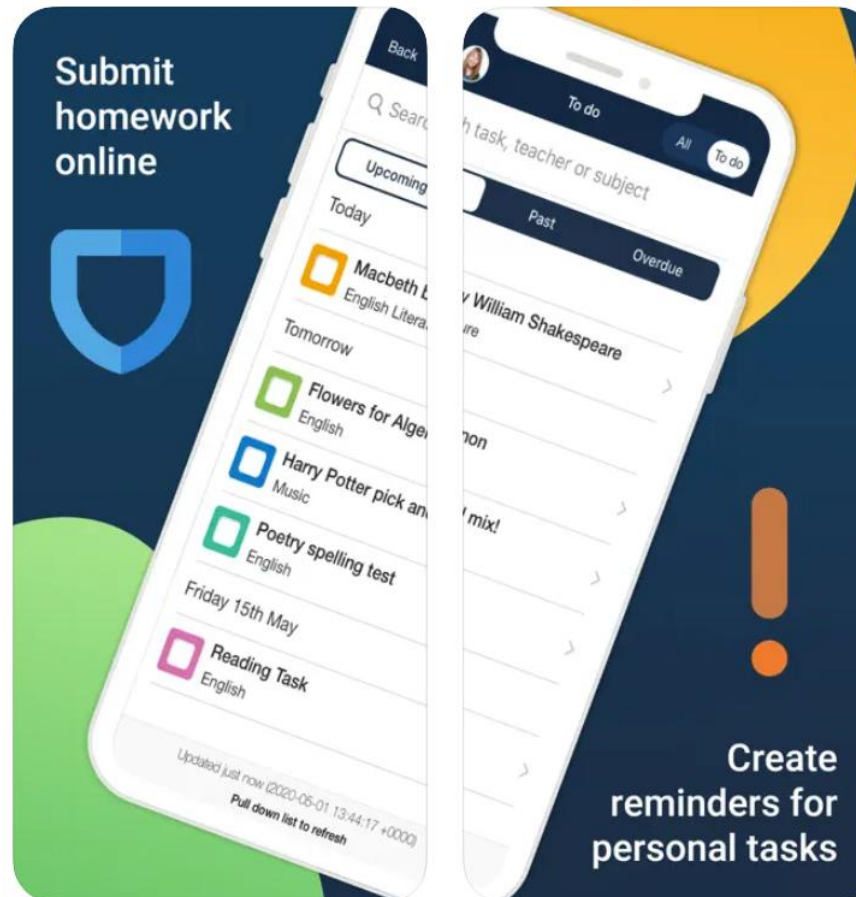 Submit
homework
online
Back
Searc
Upcoming
Today
Macbeth
English Litera
Tomorrow
Flowers for Alger
English
Harry Potter pick an
Music
Poetry spelling test
English
Friday 15th May
Reading Task
English
Updated just now (2020-05-01 13:44:17 +0000)
Pull down list to refresh
To do
All To do
h task, teacher or subject
Past Overdue
y William Shakespeare
ure
non
mix!
Create
reminders for
personal tasks